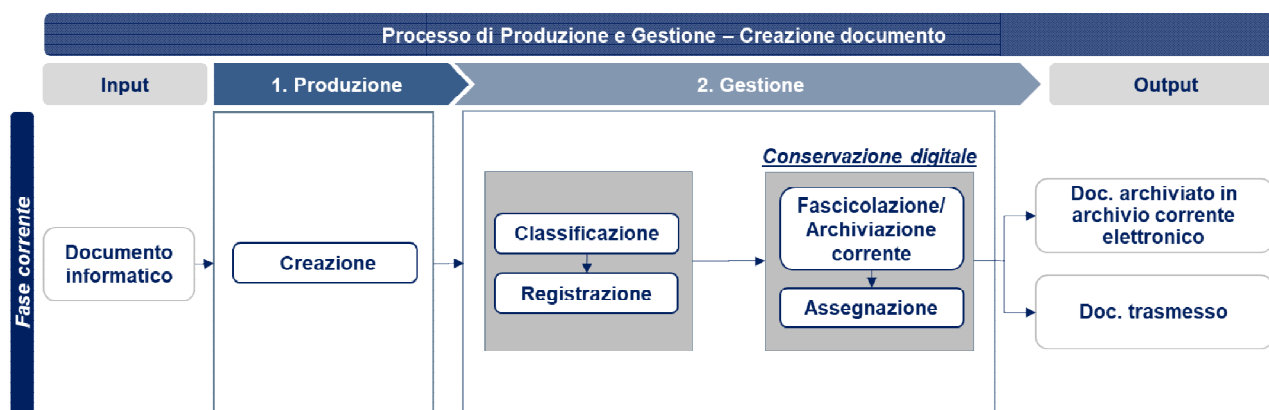 Processo di Produzione e Gestione – Creazione documento
Input
1. Produzione
2. Gestione
Output
Fase corrente
Documento
informatico
Creazione
Classificazione
Registrazione
Conservazione digitale
Fascicolazione/
Archiviazione
corrente
Assegnazione
Doc. archiviato in
archivio corrente
elettronico
Doc. trasmesso